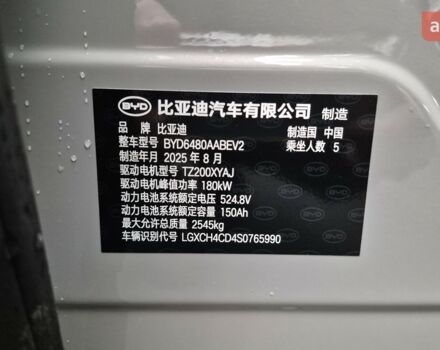 BYD 比亚迪汽车有限公司 制造
品牌 比亚迪 制造国 中国
整车型号 BYD6480AABEV2 乘坐人数 5
制造年月 2025 年 8 月
驱动电机型号 TZ200XYAJ
驱动电机峰值功率 180kW
动力电池系统额定电压 524.8V
动力电池系统额定容量 150Ah
最大允许总质量 2545kg
车辆识别代号 LGXCH4CD4S0765990